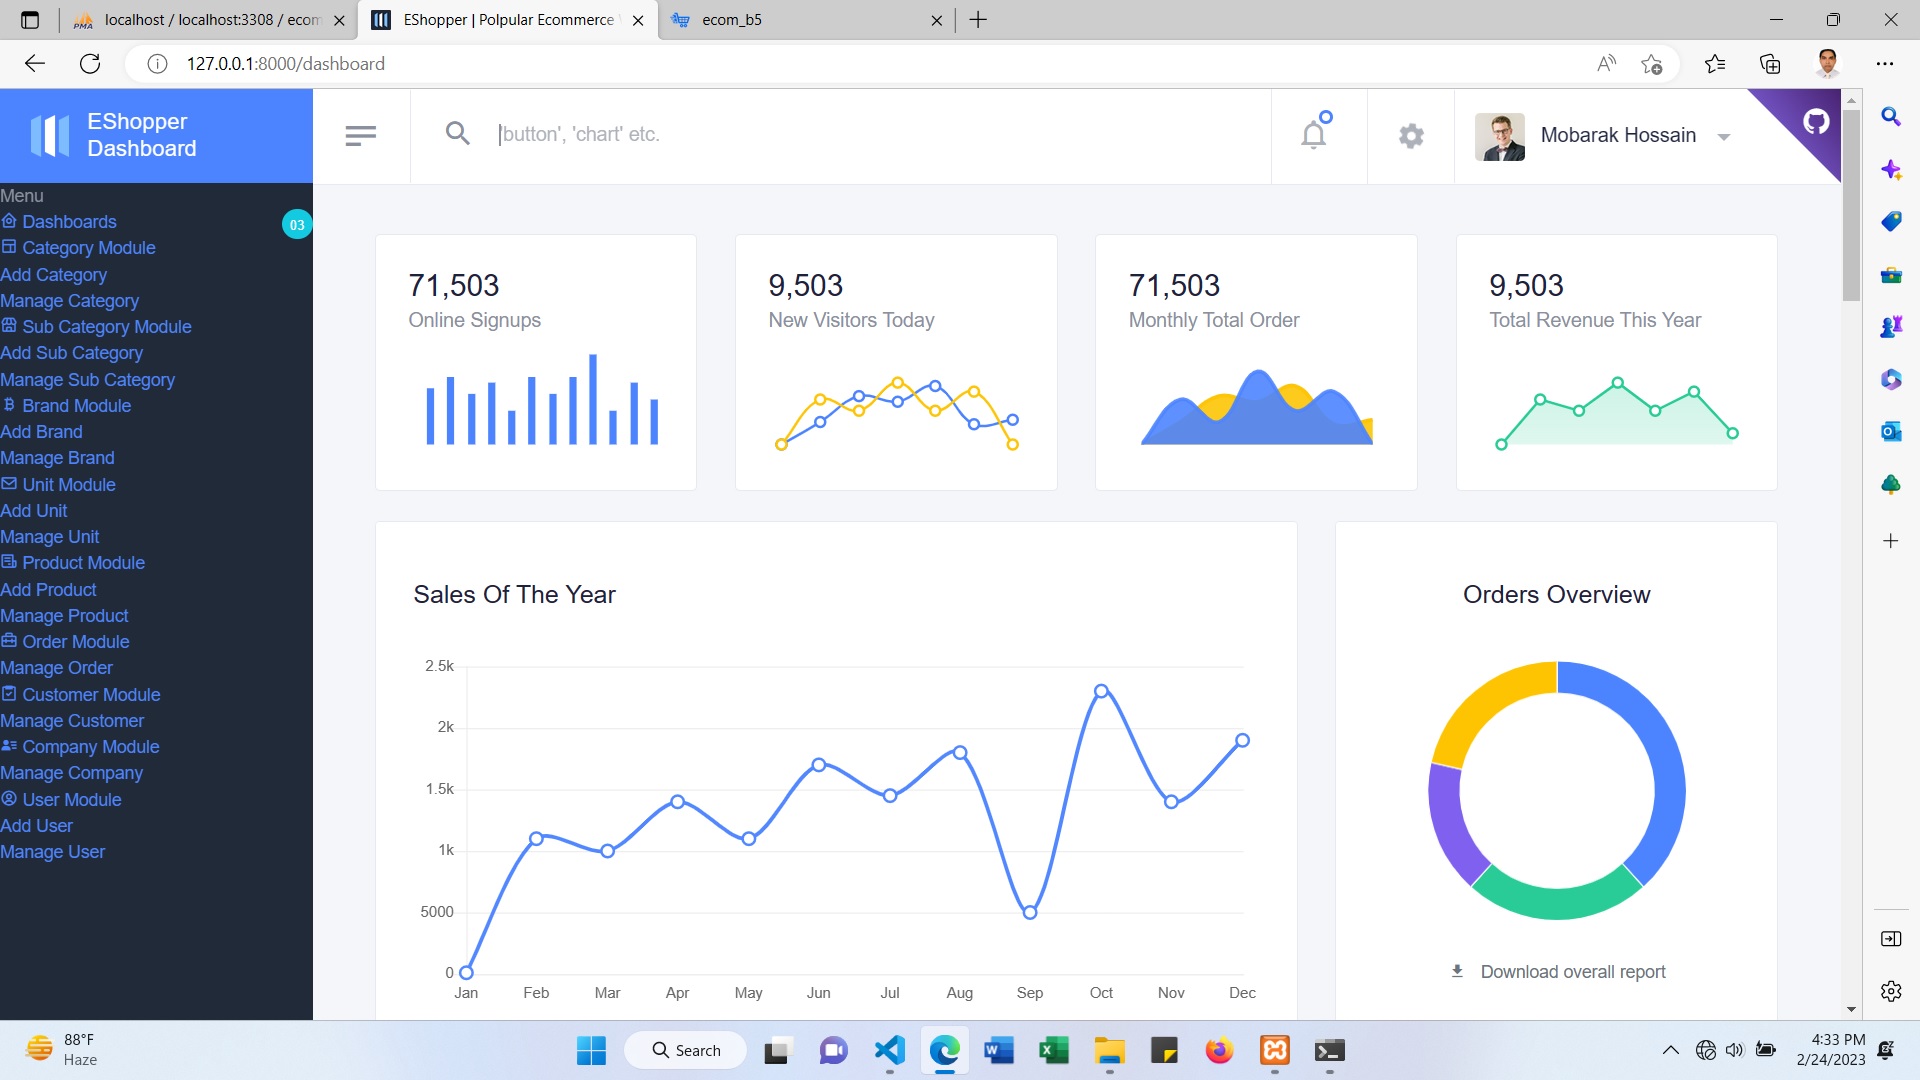 localhost / localhost:3308 / ecom
EShopper | Polpular Ecommerce
ecom_b5
127.0.0.1:8000/dashboard
EShopper
Dashboard
'button', 'chart' etc.
Mobarak Hossain
Menu
Dashboards
03
Category Module
Add Category
Manage Category
Sub Category Module
Add Sub Category
Manage Sub Category
Brand Module
Add Brand
Manage Brand
Unit Module
Add Unit
Manage Unit
Product Module
Add Product
Manage Product
Order Module
Manage Order
Customer Module
Manage Customer
Company Module
Manage Company
User Module
Add User
Manage User
71,503
Online Signups
9,503
New Visitors Today
71,503
Monthly Total Order
9,503
Total Revenue This Year
Sales Of The Year
2.5k
2k
1.5k
1k
5000
0
Jan Feb Mar Apr May Jun Jul Aug Sep Oct Nov Dec
Orders Overview
Download overall report
88°F
Haze
Search
4:33 PM
2/24/2023